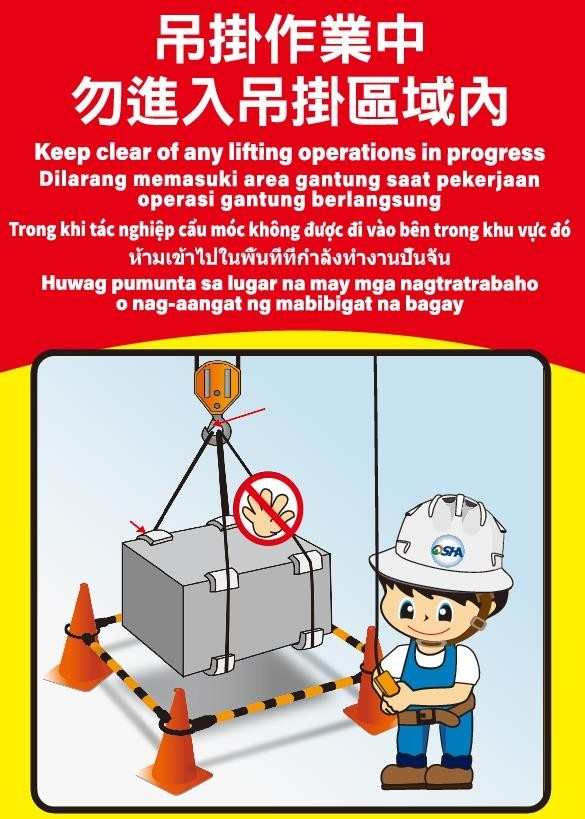 吊掛作業中
勿進入吊掛區域內
Keep clear of any lifting operations in progress
Dilarang memasuki area gantung saat pekerjaan
operasi gantung berlangsung
Trong khi tác nghiệp cẩu móc không được đi vào bên trong khu vực đó
ห้ามเข้าไปในพื้นที่ที่กำลังทำงานปั้นจั่น
Huwag pumunta sa lugar na may mga nagtratrabaho
o nag-aangat ng mabibigat na bagay
OSHA